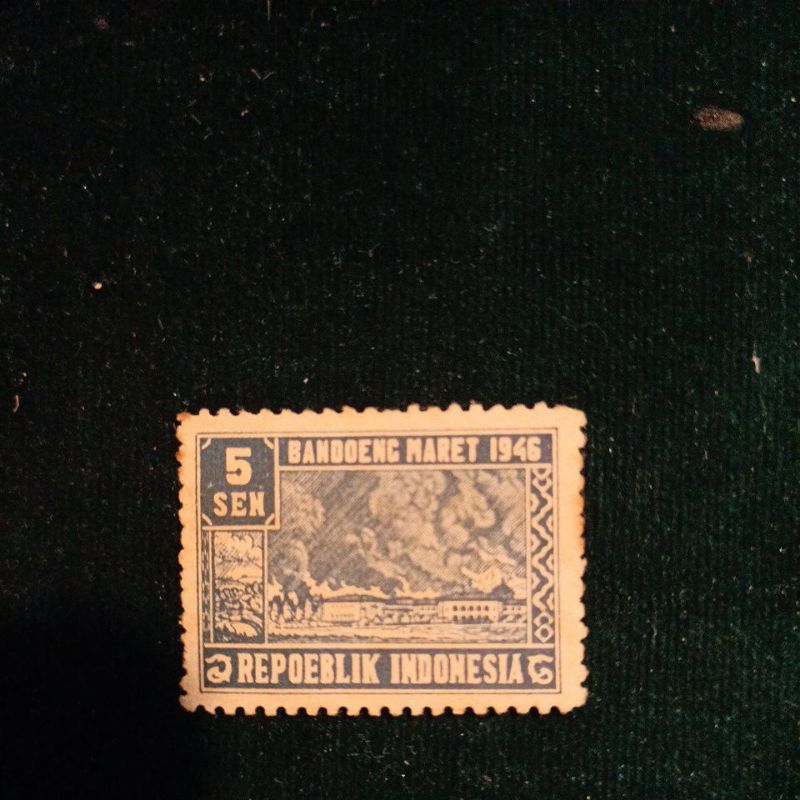 5
SEN
BANDOENG MARET 1946
REPOEBLIK INDONESIA